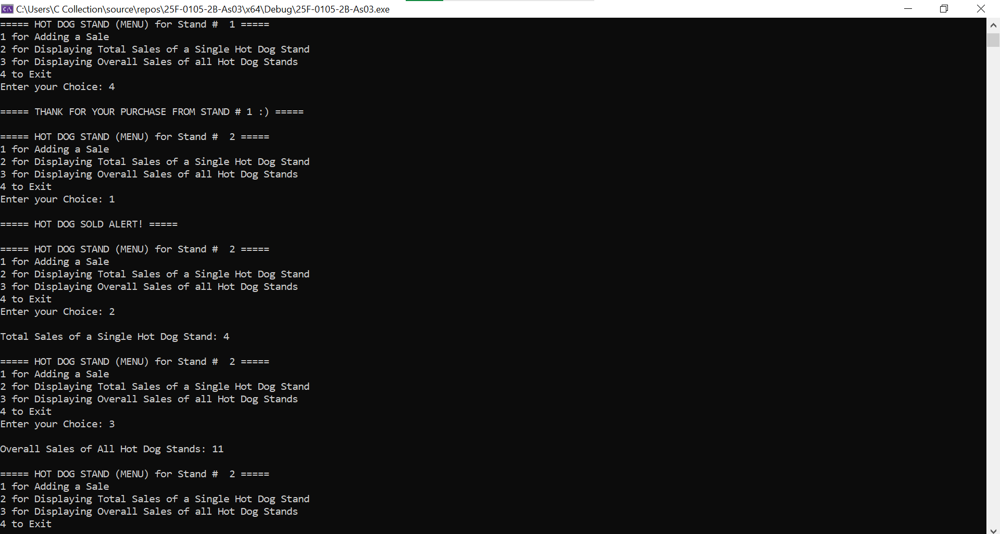 C:\Users\C Collection\source\repos\25F-0105-2B-As03\x64\Debug\25F-0105-2B-As03.exe
===== HOT DOG STAND (MENU) for Stand #  1 =====
1 for Adding a Sale
2 for Displaying Total Sales of a Single Hot Dog Stand
3 for Displaying Overall Sales of all Hot Dog Stands
4 to Exit
Enter your Choice: 4
===== THANK FOR YOUR PURCHASE FROM STAND # 1 :) =====
===== HOT DOG STAND (MENU) for Stand #  2 =====
1 for Adding a Sale
2 for Displaying Total Sales of a Single Hot Dog Stand
3 for Displaying Overall Sales of all Hot Dog Stands
4 to Exit
Enter your Choice: 1
===== HOT DOG SOLD ALERT! =====
===== HOT DOG STAND (MENU) for Stand #  2 =====
1 for Adding a Sale
2 for Displaying Total Sales of a Single Hot Dog Stand
3 for Displaying Overall Sales of all Hot Dog Stands
4 to Exit
Enter your Choice: 2
Total Sales of a Single Hot Dog Stand: 4
===== HOT DOG STAND (MENU) for Stand #  2 =====
1 for Adding a Sale
2 for Displaying Total Sales of a Single Hot Dog Stand
3 for Displaying Overall Sales of all Hot Dog Stands
4 to Exit
Enter your Choice: 3
Overall Sales of All Hot Dog Stands: 11
===== HOT DOG STAND (MENU) for Stand #  2 =====
1 for Adding a Sale
2 for Displaying Total Sales of a Single Hot Dog Stand
3 for Displaying Overall Sales of all Hot Dog Stands
4 to Exit